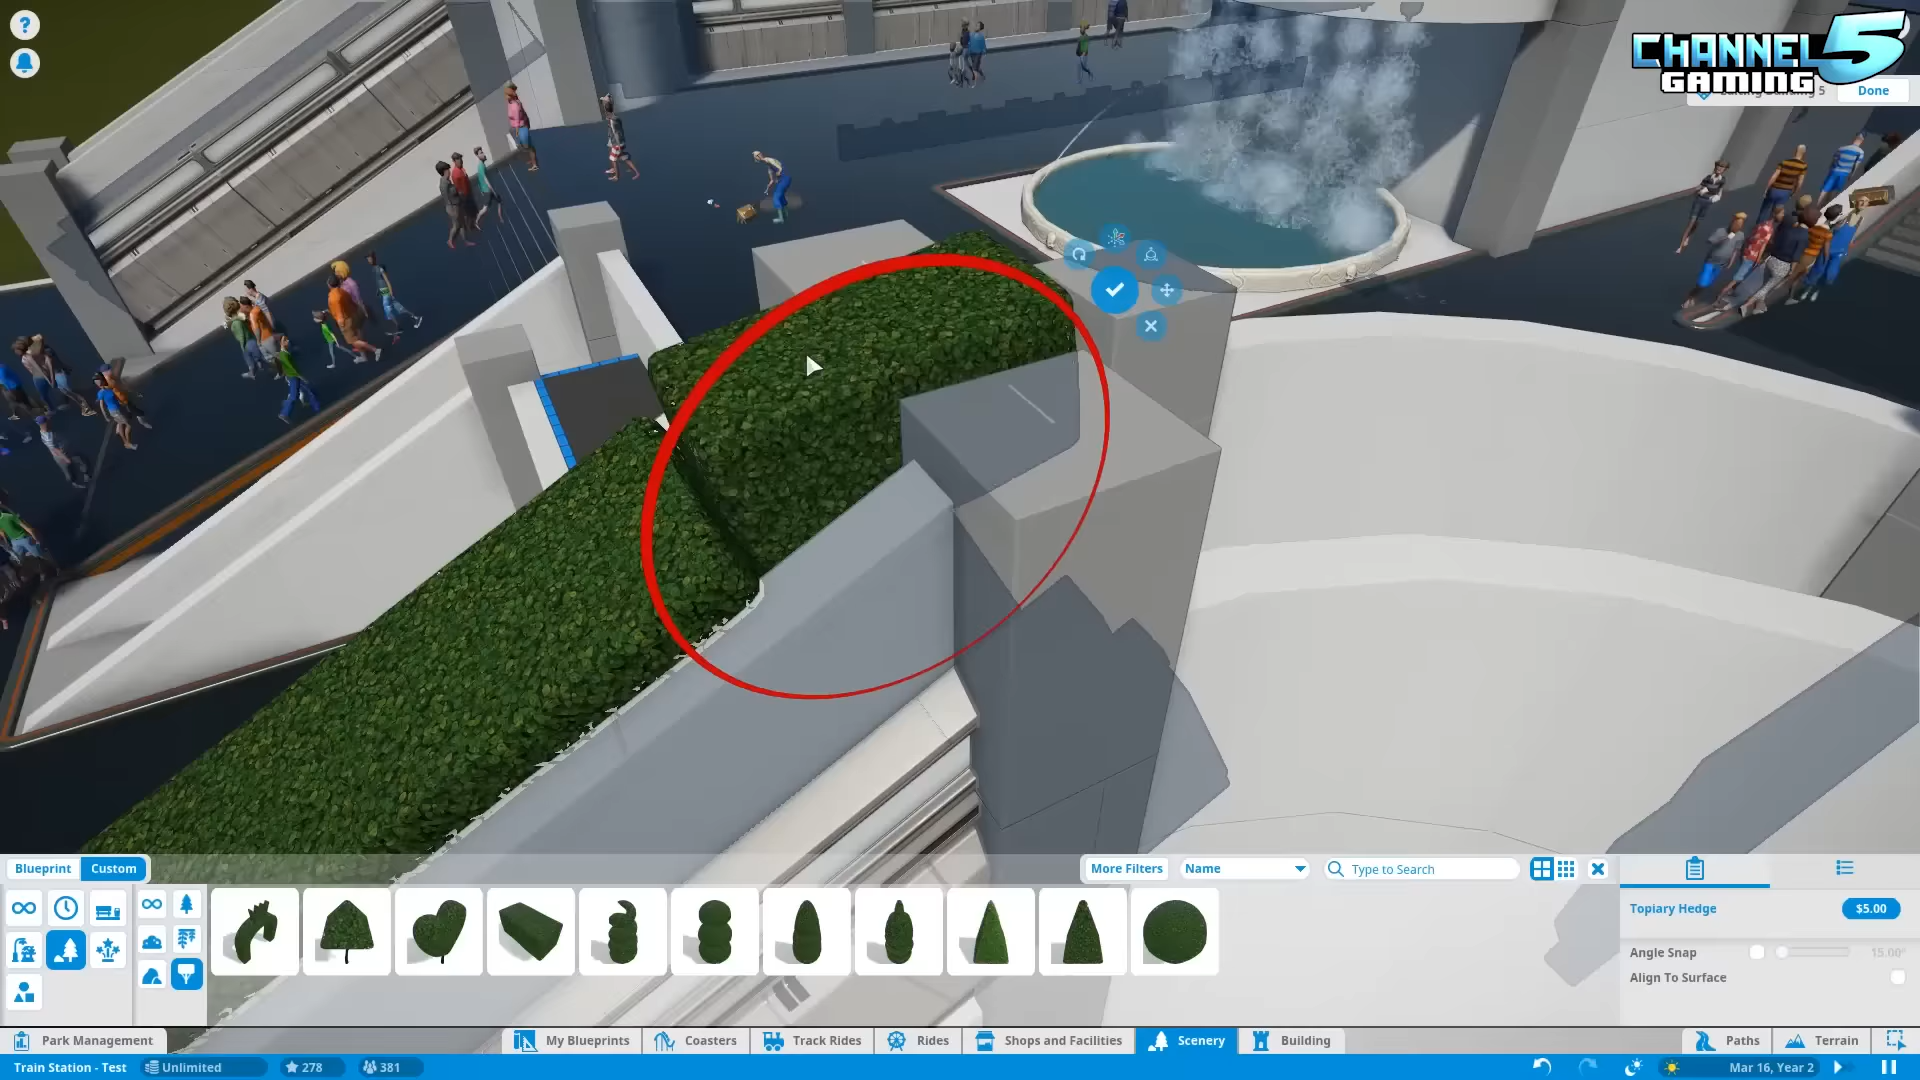 ?
CHANNEL 5
GAMING
5
Done
Blueprint
Custom
More Filters
Name
Type to Search
Topiary Hedge
$5.00
Angle Snap
15.00°
Align To Surface
Park Management
My Blueprints
Coasters
Track Rides
Rides
Shops and Facilities
Scenery
Building
Paths
Terrain
Train Station - Test
Unlimited
278
381
Mar 16, Year 2